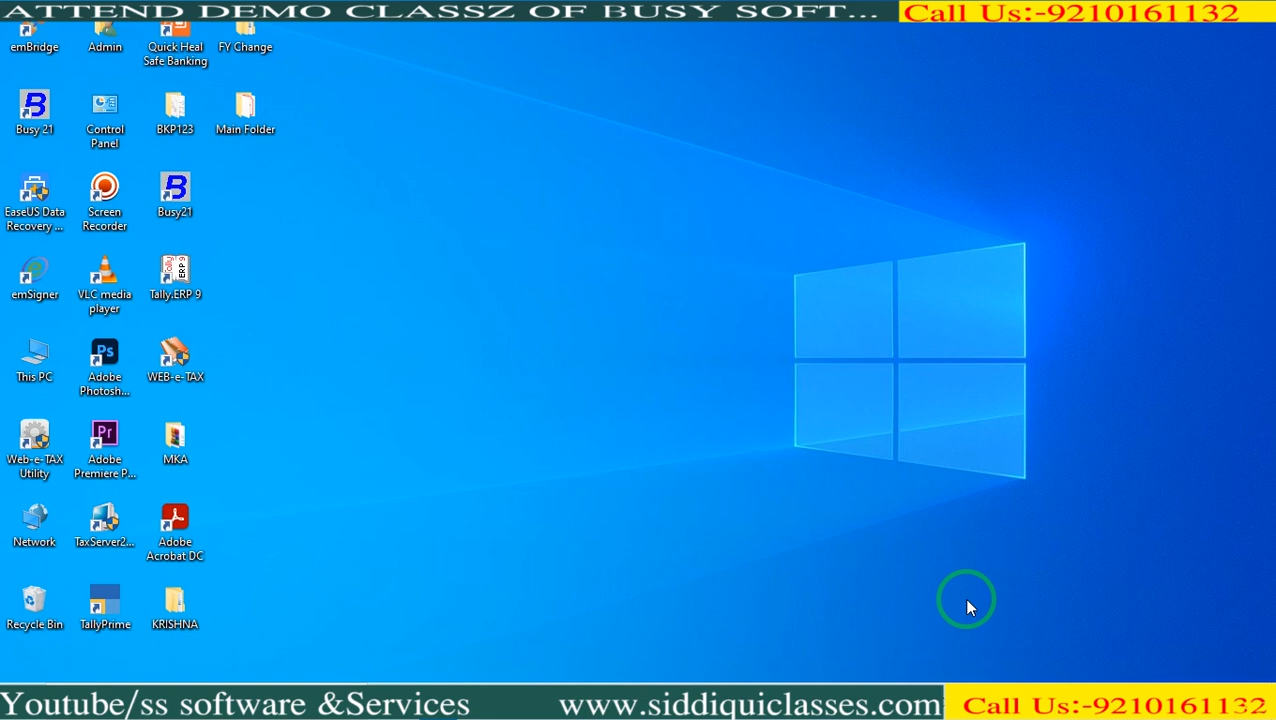 ATTEND DEMO CLASSZ OF BUSY SOFT... Call Us:-9210161132
emBridge
Admin
Quick Heal
Safe Banking
FY Change
Busy 21
Control
Panel
BKP123
Main Folder
EaseUS Data
Recovery ...
Screen
Recorder
Busy21
emSigner
VLC media
player
Tally.ERP 9
This PC
Adobe
Photosh...
WEB-e-TAX
Web-e-TAX
Utility
Adobe
Premiere P...
MKA
Network
TaxServer2...
Adobe
Acrobat DC
Recycle Bin
TallyPrime
KRISHNA
Youtube/ss software &Services www.siddiquiclasses.com Call Us:-9210161132